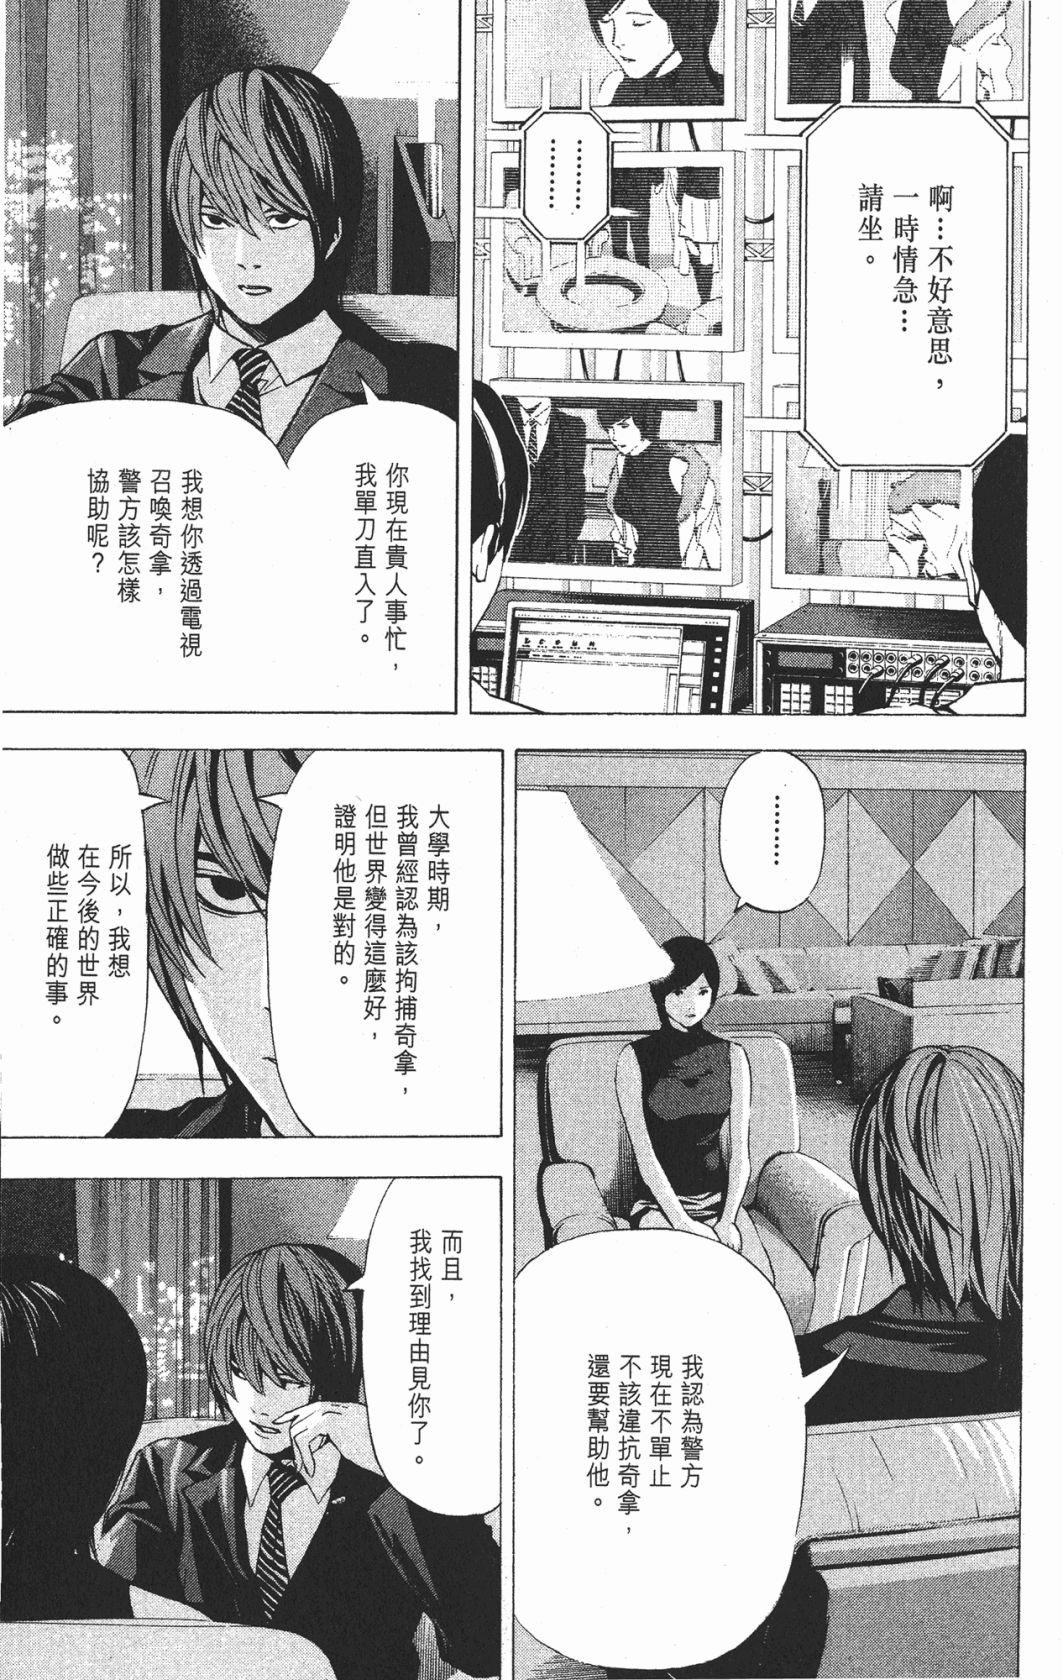 啊…不好意思，
一時情急…
請坐。
………………
你現在貴人事忙，
我單刀直入了。
我想你透過電視
召喚奇拿，
警方該怎樣
協助呢？
………
我認為警方
現在不單止
不該違抗奇拿，
還要幫助他。
大學時期，
我曾經認為該拘捕奇拿，
但世界變得這麼好，
證明他是對的。
所以，我想
在今後的世界
做些正確的事。
而且，
我找到理由見你了。